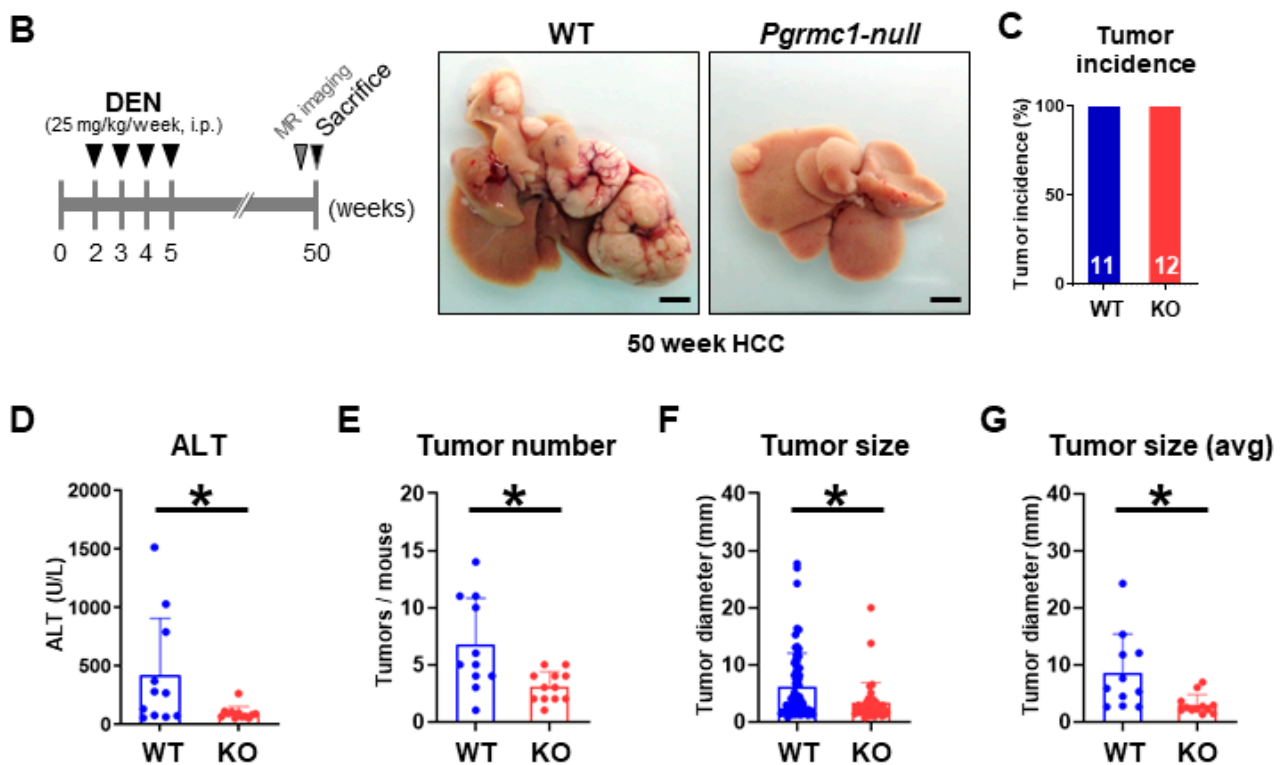 B
DEN
(25 mg/kg/week, i.p.)
MR imaging
Sacrifice
(weeks)
0 2 3 4 5 50
WT
Pgrmc1-null
50 week HCC
C
Tumor
incidence
Tumor incidence (%)
100
50
0
11 12
WT KO
D
ALT
ALT (U/L)
2000
1500
1000
500
0
*
WT KO
E
Tumor number
Tumors / mouse
20
15
10
5
0
*
WT KO
F
Tumor size
Tumor diameter (mm)
40
30
20
10
0
*
WT KO
G
Tumor size (avg)
Tumor diameter (mm)
40
30
20
10
0
*
WT KO